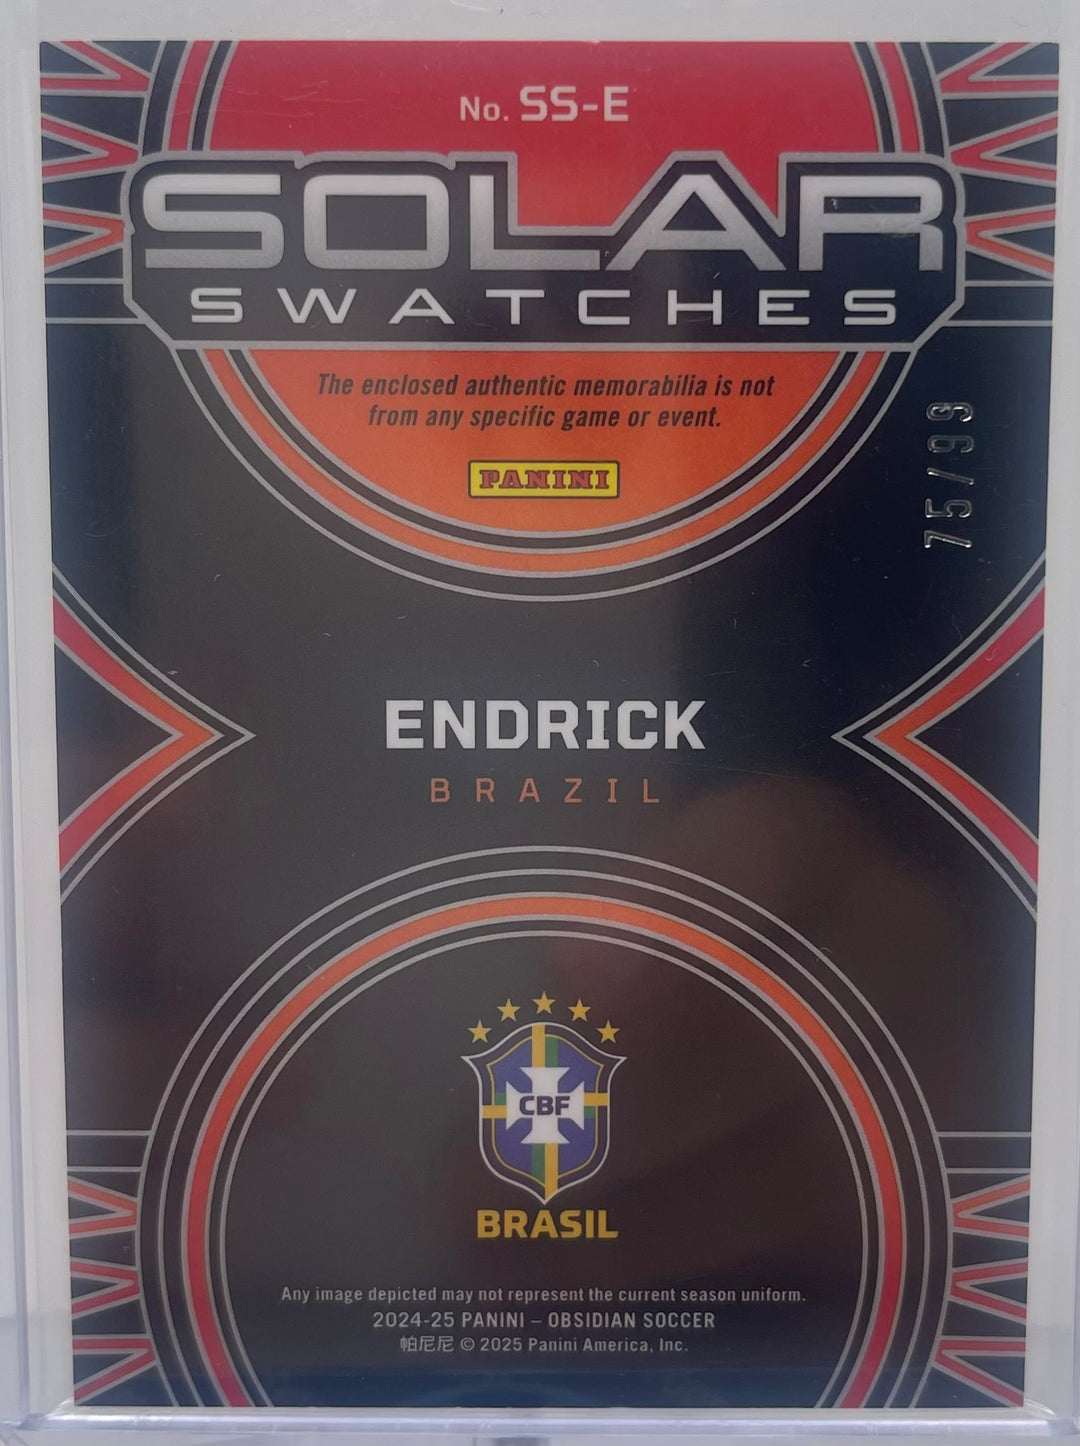 No. SS-E
SOLAR
SWATCHES
The enclosed authentic memorabilia is not
from any specific game or event.
PANINI
75/99
ENDRICK
BRAZIL
CBF
BRASIL
Any image depicted may not represent the current season uniform.
2024-25 PANINI – OBSIDIAN SOCCER
帕尼尼 © 2025 Panini America, Inc.